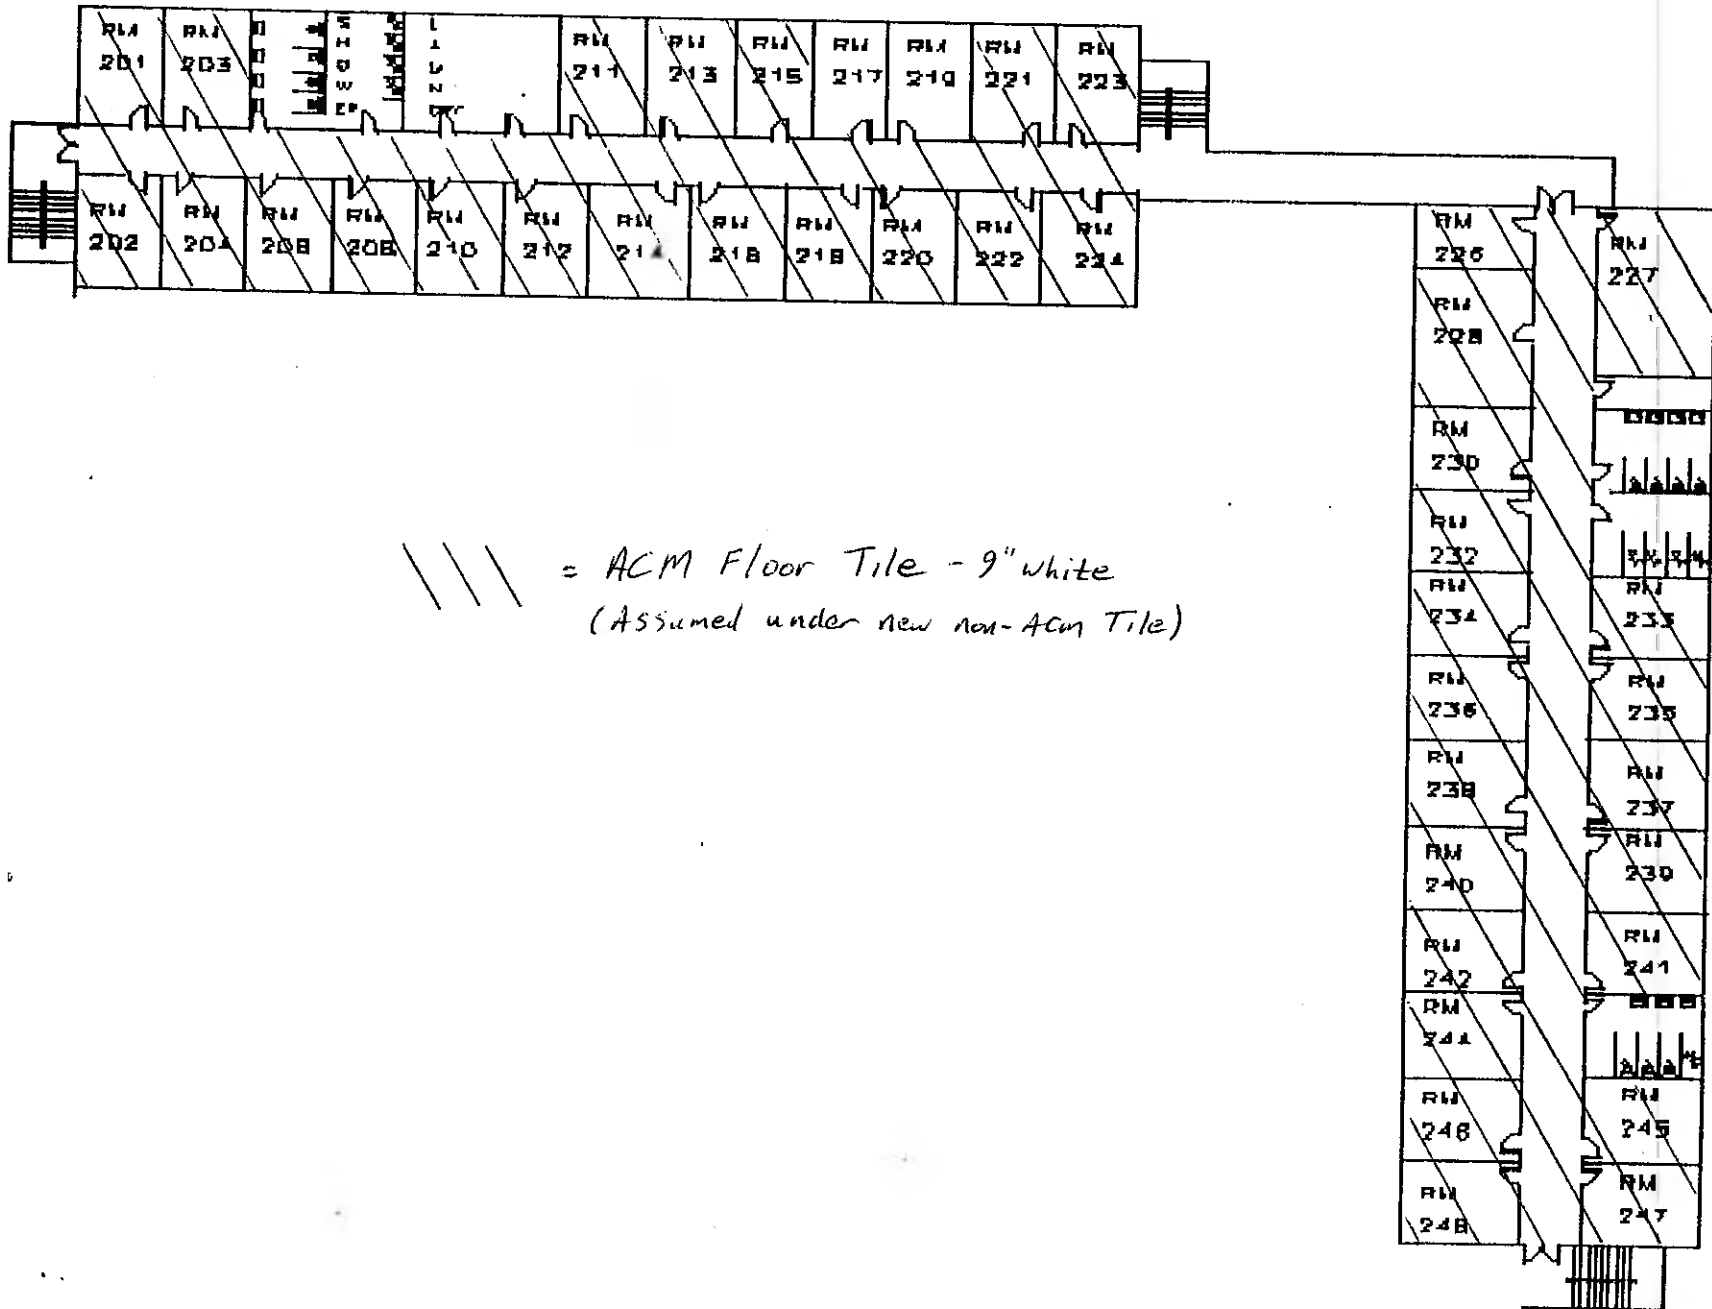 RM
201
RM
203
SHOWER
LAUNDRY
RM
211
RM
213
RM
215
RM
217
RM
219
RM
221
RM
223
RM
202
RM
204
RM
206
RM
208
RM
210
RM
212
RM
214
RM
216
RM
218
RM
220
RM
222
RM
224
RM
226
RM
227
RM
228
RM
230
RM
232
RM
234
RM
233
RM
236
RM
235
RM
238
RM
237
RM
240
RM
239
RM
242
RM
241
RM
244
RM
246
RM
245
RM
248
RM
247
= ACM Floor Tile - 9" white
(Assumed under new non-ACM Tile)